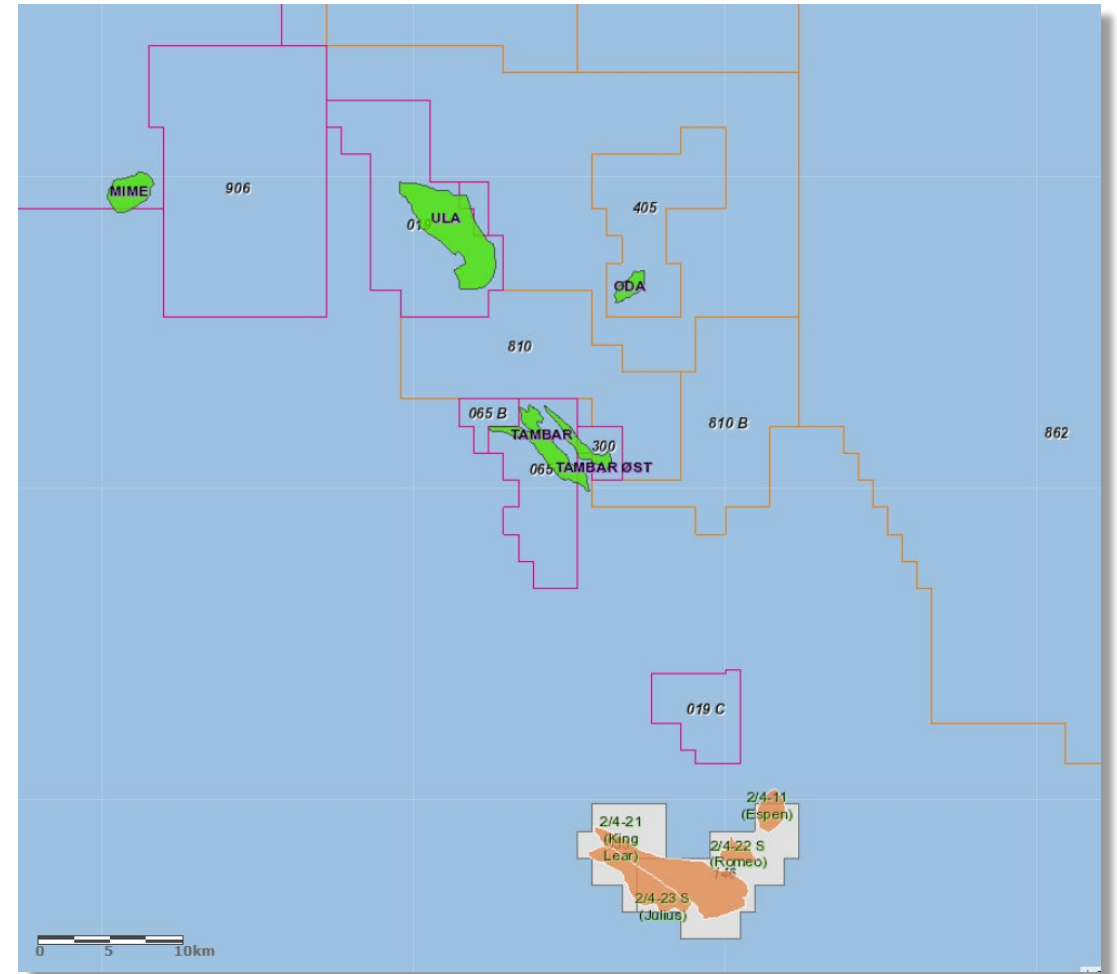 MIME
906
ULA
019
405
ODA
810
065 B
TAMBAR
300
810 B
862
065
TAMBAR ØST
019 C
2/4-11
(Espen)
2/4-21
(King
Lear)
2/4-22 S
(Romeo)
146
2/4-23 S
(Julius)
0 5 10km